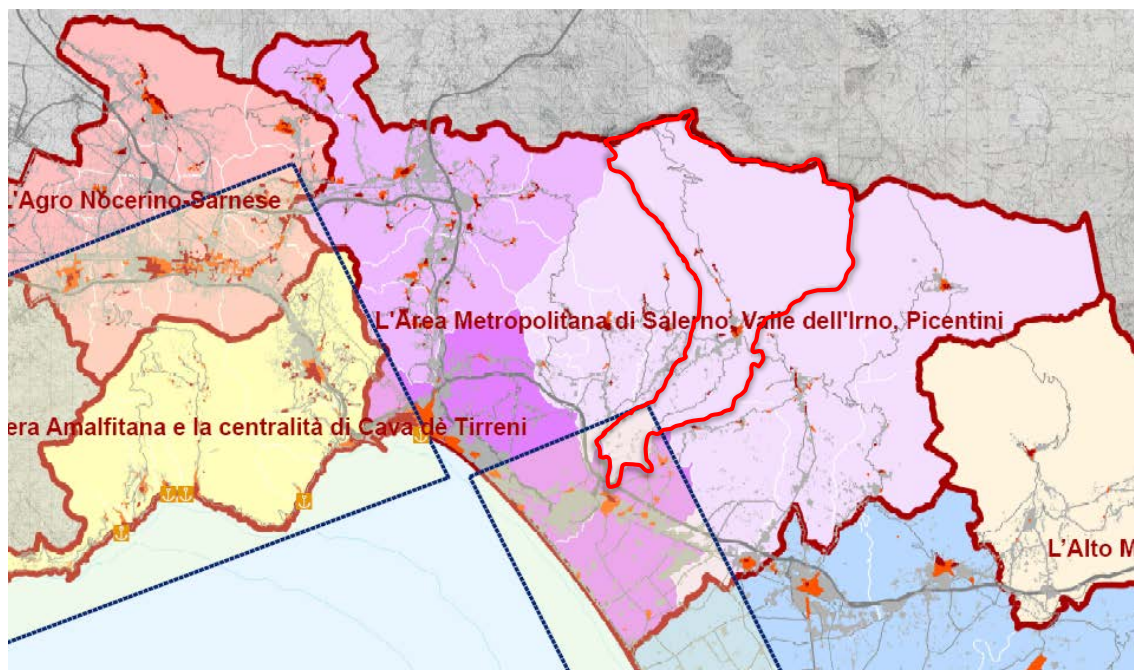 L'Agro Nocerino-Sarnese
L'Area Metropolitana di Salerno, Valle dell'Irno, Picentini
era Amalfitana e la centralità di Cava dè Tirreni
L'Alto M